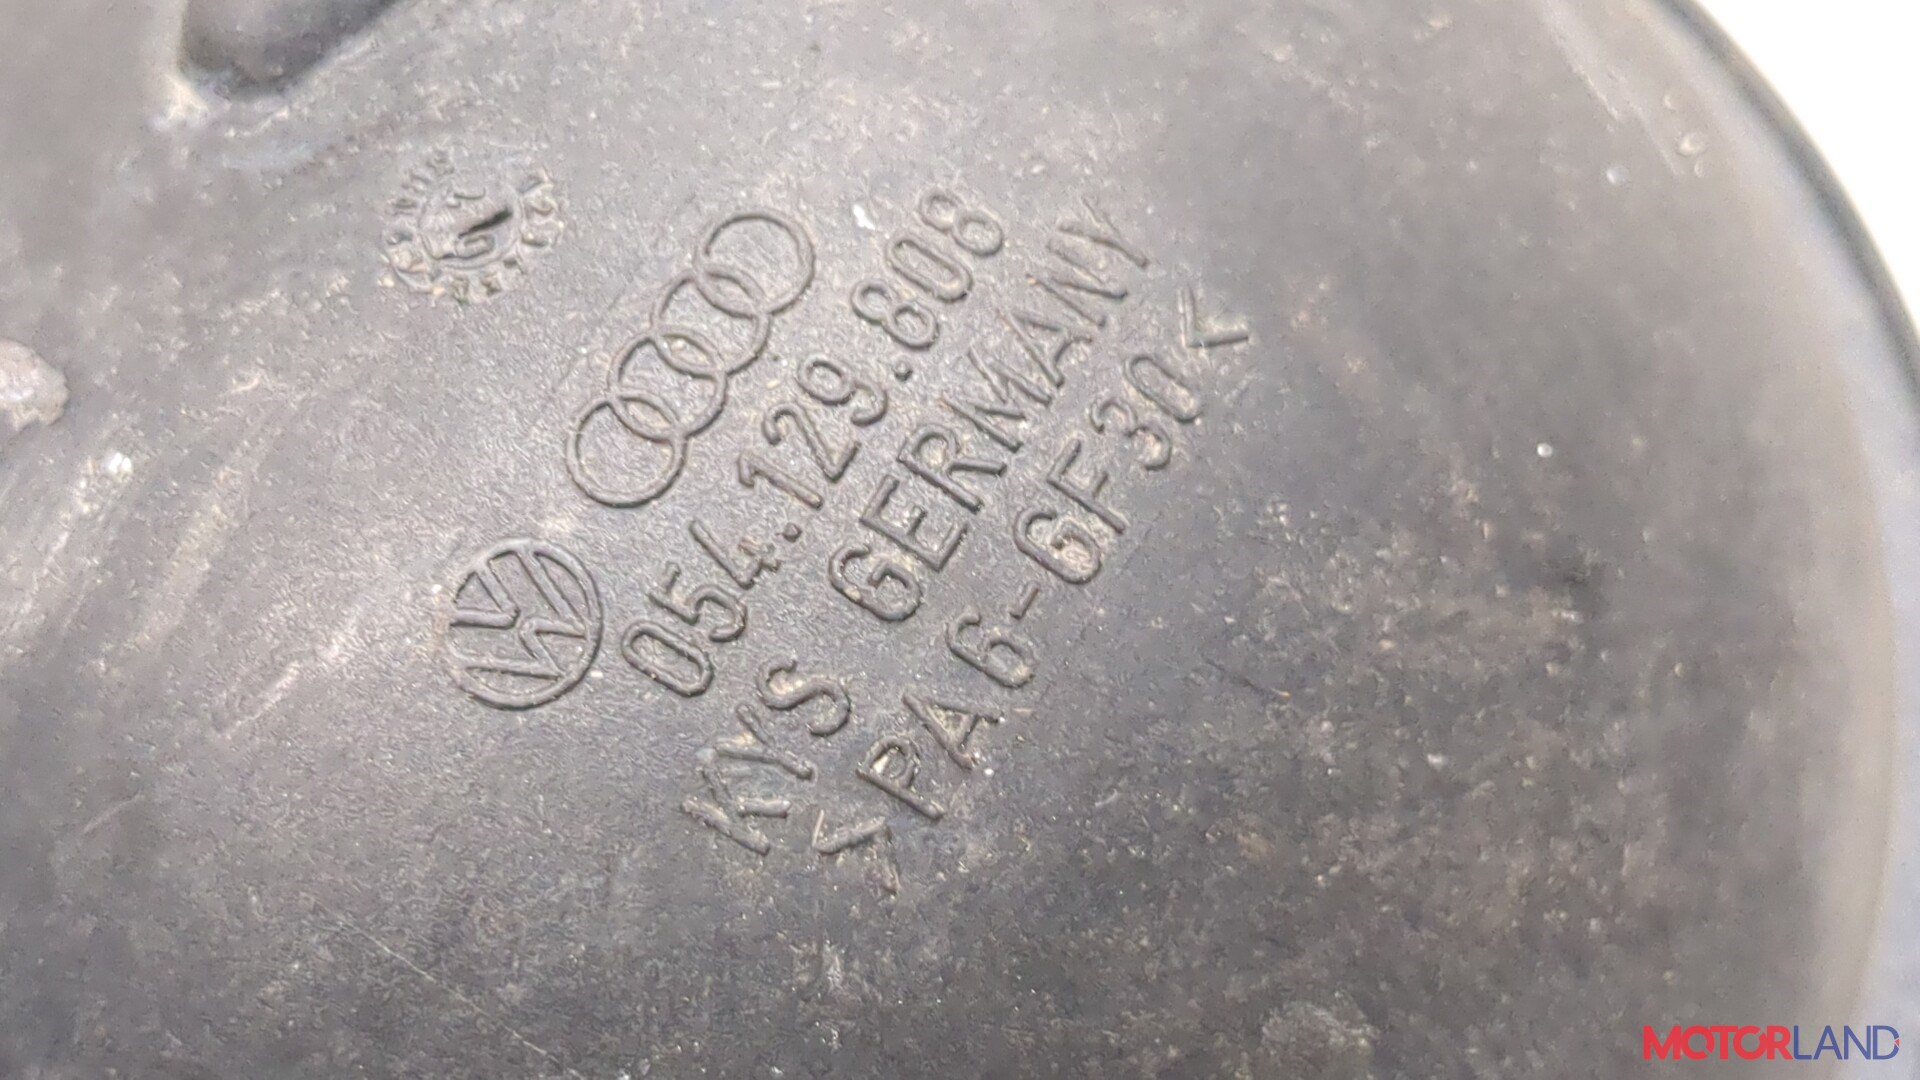 054.129.808
KYS GERMANY
>PA6-GF30<
MOTORLAND